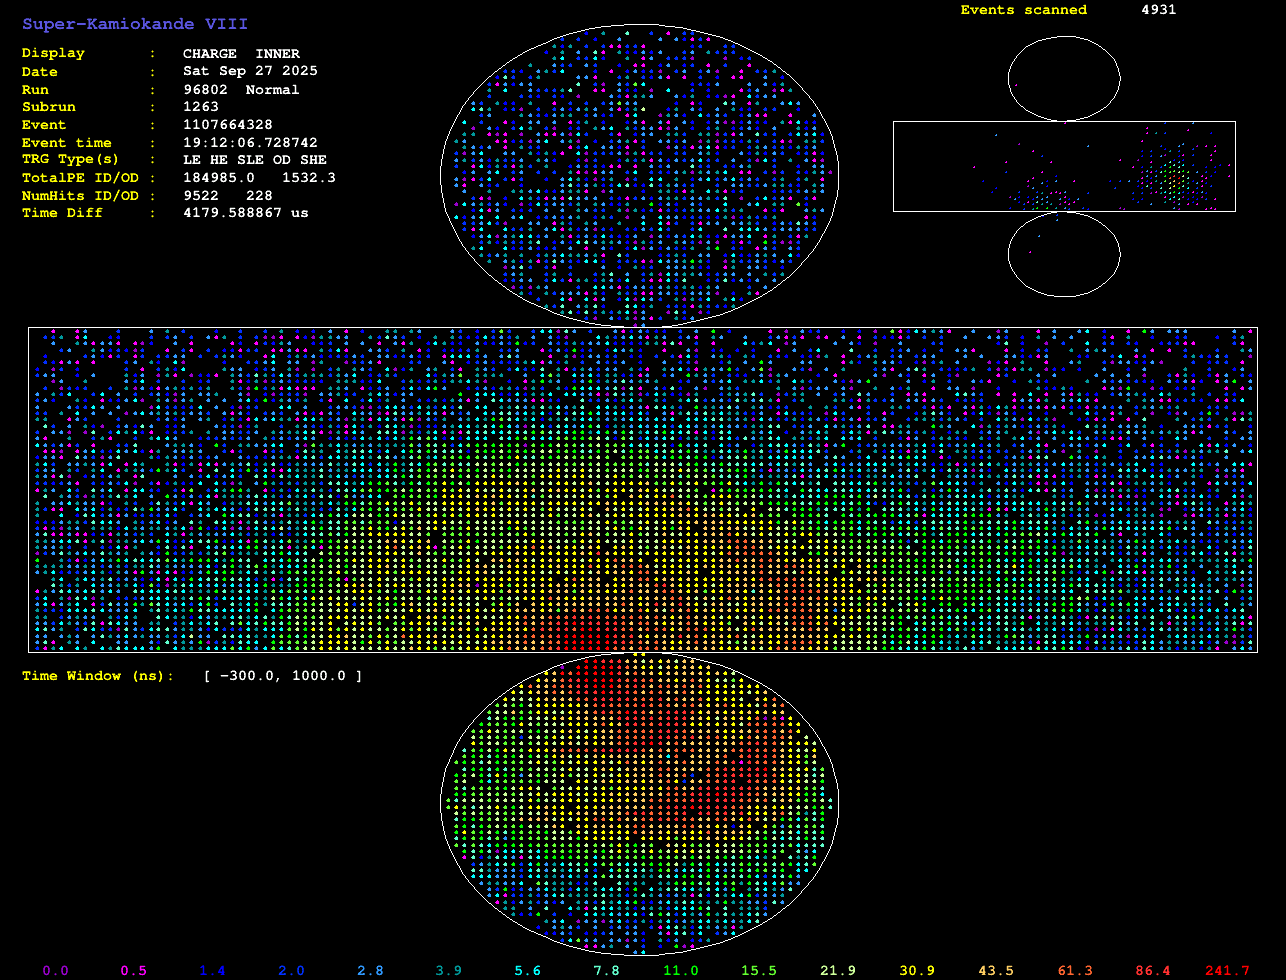 Super-Kamiokande VIII
Events scanned 4931
Display : CHARGE INNER
Date : Sat Sep 27 2025
Run : 96802 Normal
Subrun : 1263
Event : 1107664328
Event time : 19:12:06.728742
TRG Type(s) : LE HE SLE OD SHE
TotalPE ID/OD : 184985.0 1532.3
NumHits ID/OD : 9522 228
Time Diff : 4179.588867 us
Time Window (ns): [ -300.0, 1000.0 ]
0.0 0.5 1.4 2.0 2.8 3.9 5.6 7.8 11.0 15.5 21.9 30.9 43.5 61.3 86.4 241.7